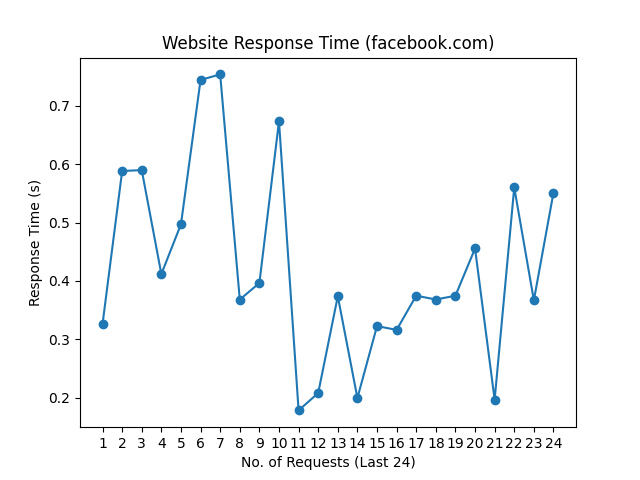 Website Response Time (facebook.com)
Response Time (s)
0.7
0.6
0.5
0.4
0.3
0.2
1 2 3 4 5 6 7 8 9 10 11 12 13 14 15 16 17 18 19 20 21 22 23 24
No. of Requests (Last 24)